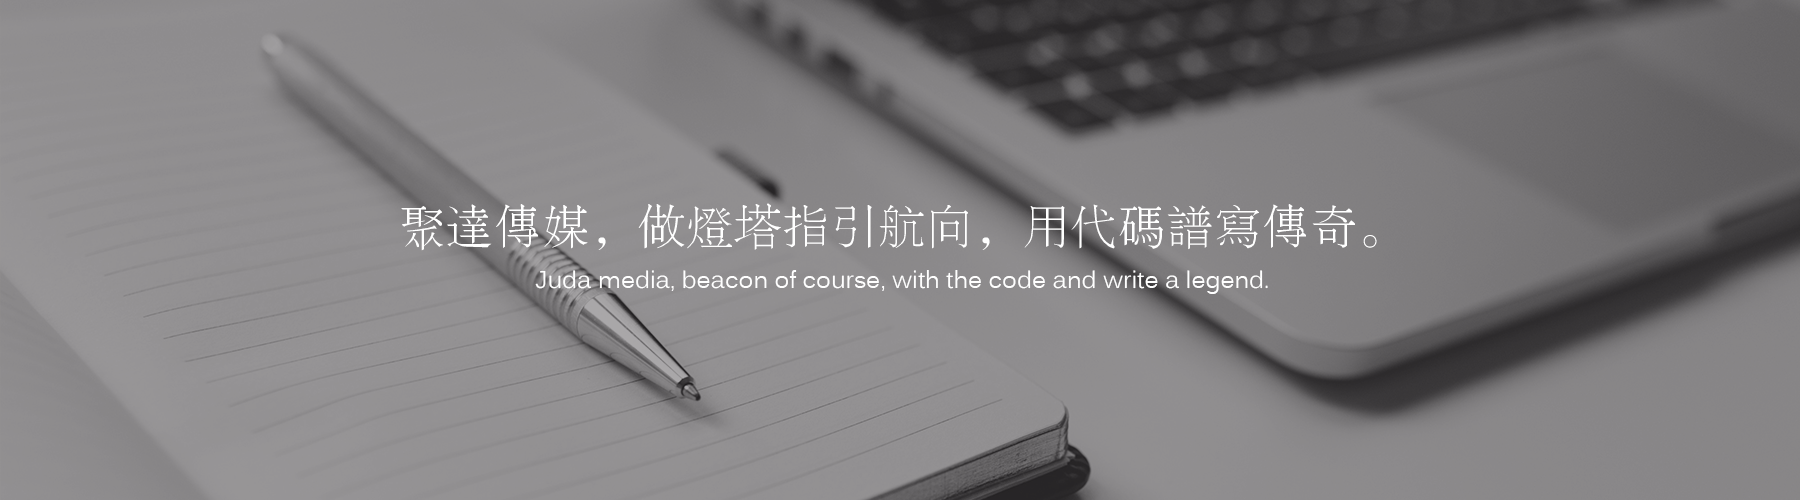 聚達傳媒，做燈塔指引航向，用代碼譜寫傳奇。
Juda media, beacon of course, with the code and write a legend.